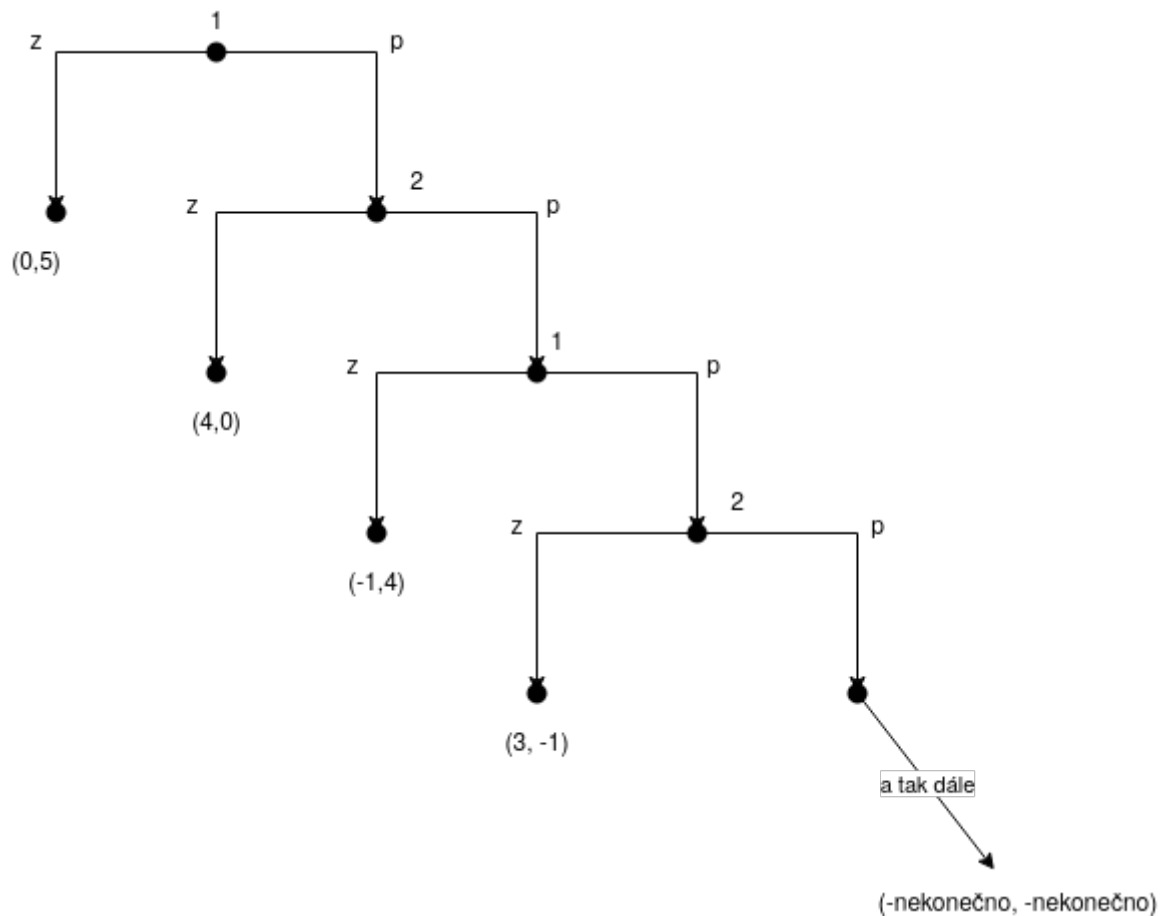 1
z p
2
z p
(0,5)
1
z p
(4,0)
2
z p
(-1,4)
(3, -1)
a tak dále
(-nekonečno, -nekonečno)